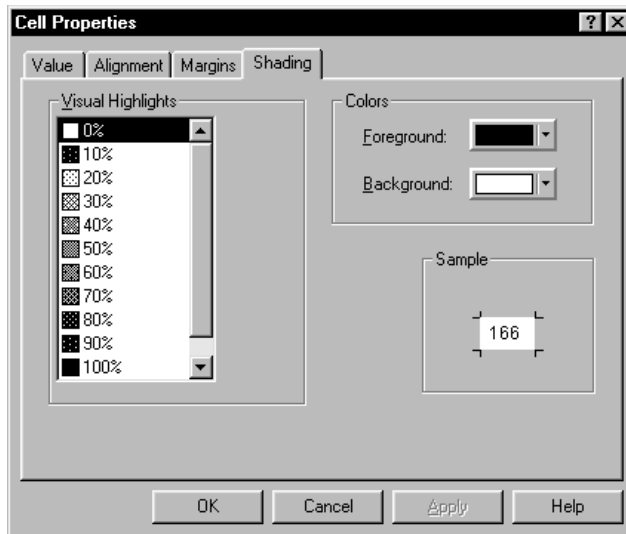 Cell Properties
Value Alignment Margins Shading
Visual Highlights
0%
10%
20%
30%
40%
50%
60%
70%
80%
90%
100%
Colors
Foreground:
Background:
Sample
166
OK Cancel Apply Help